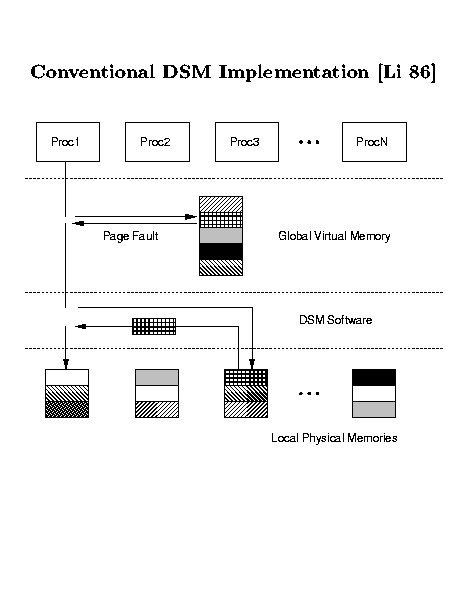 Conventional DSM Implementation [Li 86]
Proc1 Proc2 Proc3 ••• ProcN
Page Fault Global Virtual Memory
DSM Software
••• 
Local Physical Memories